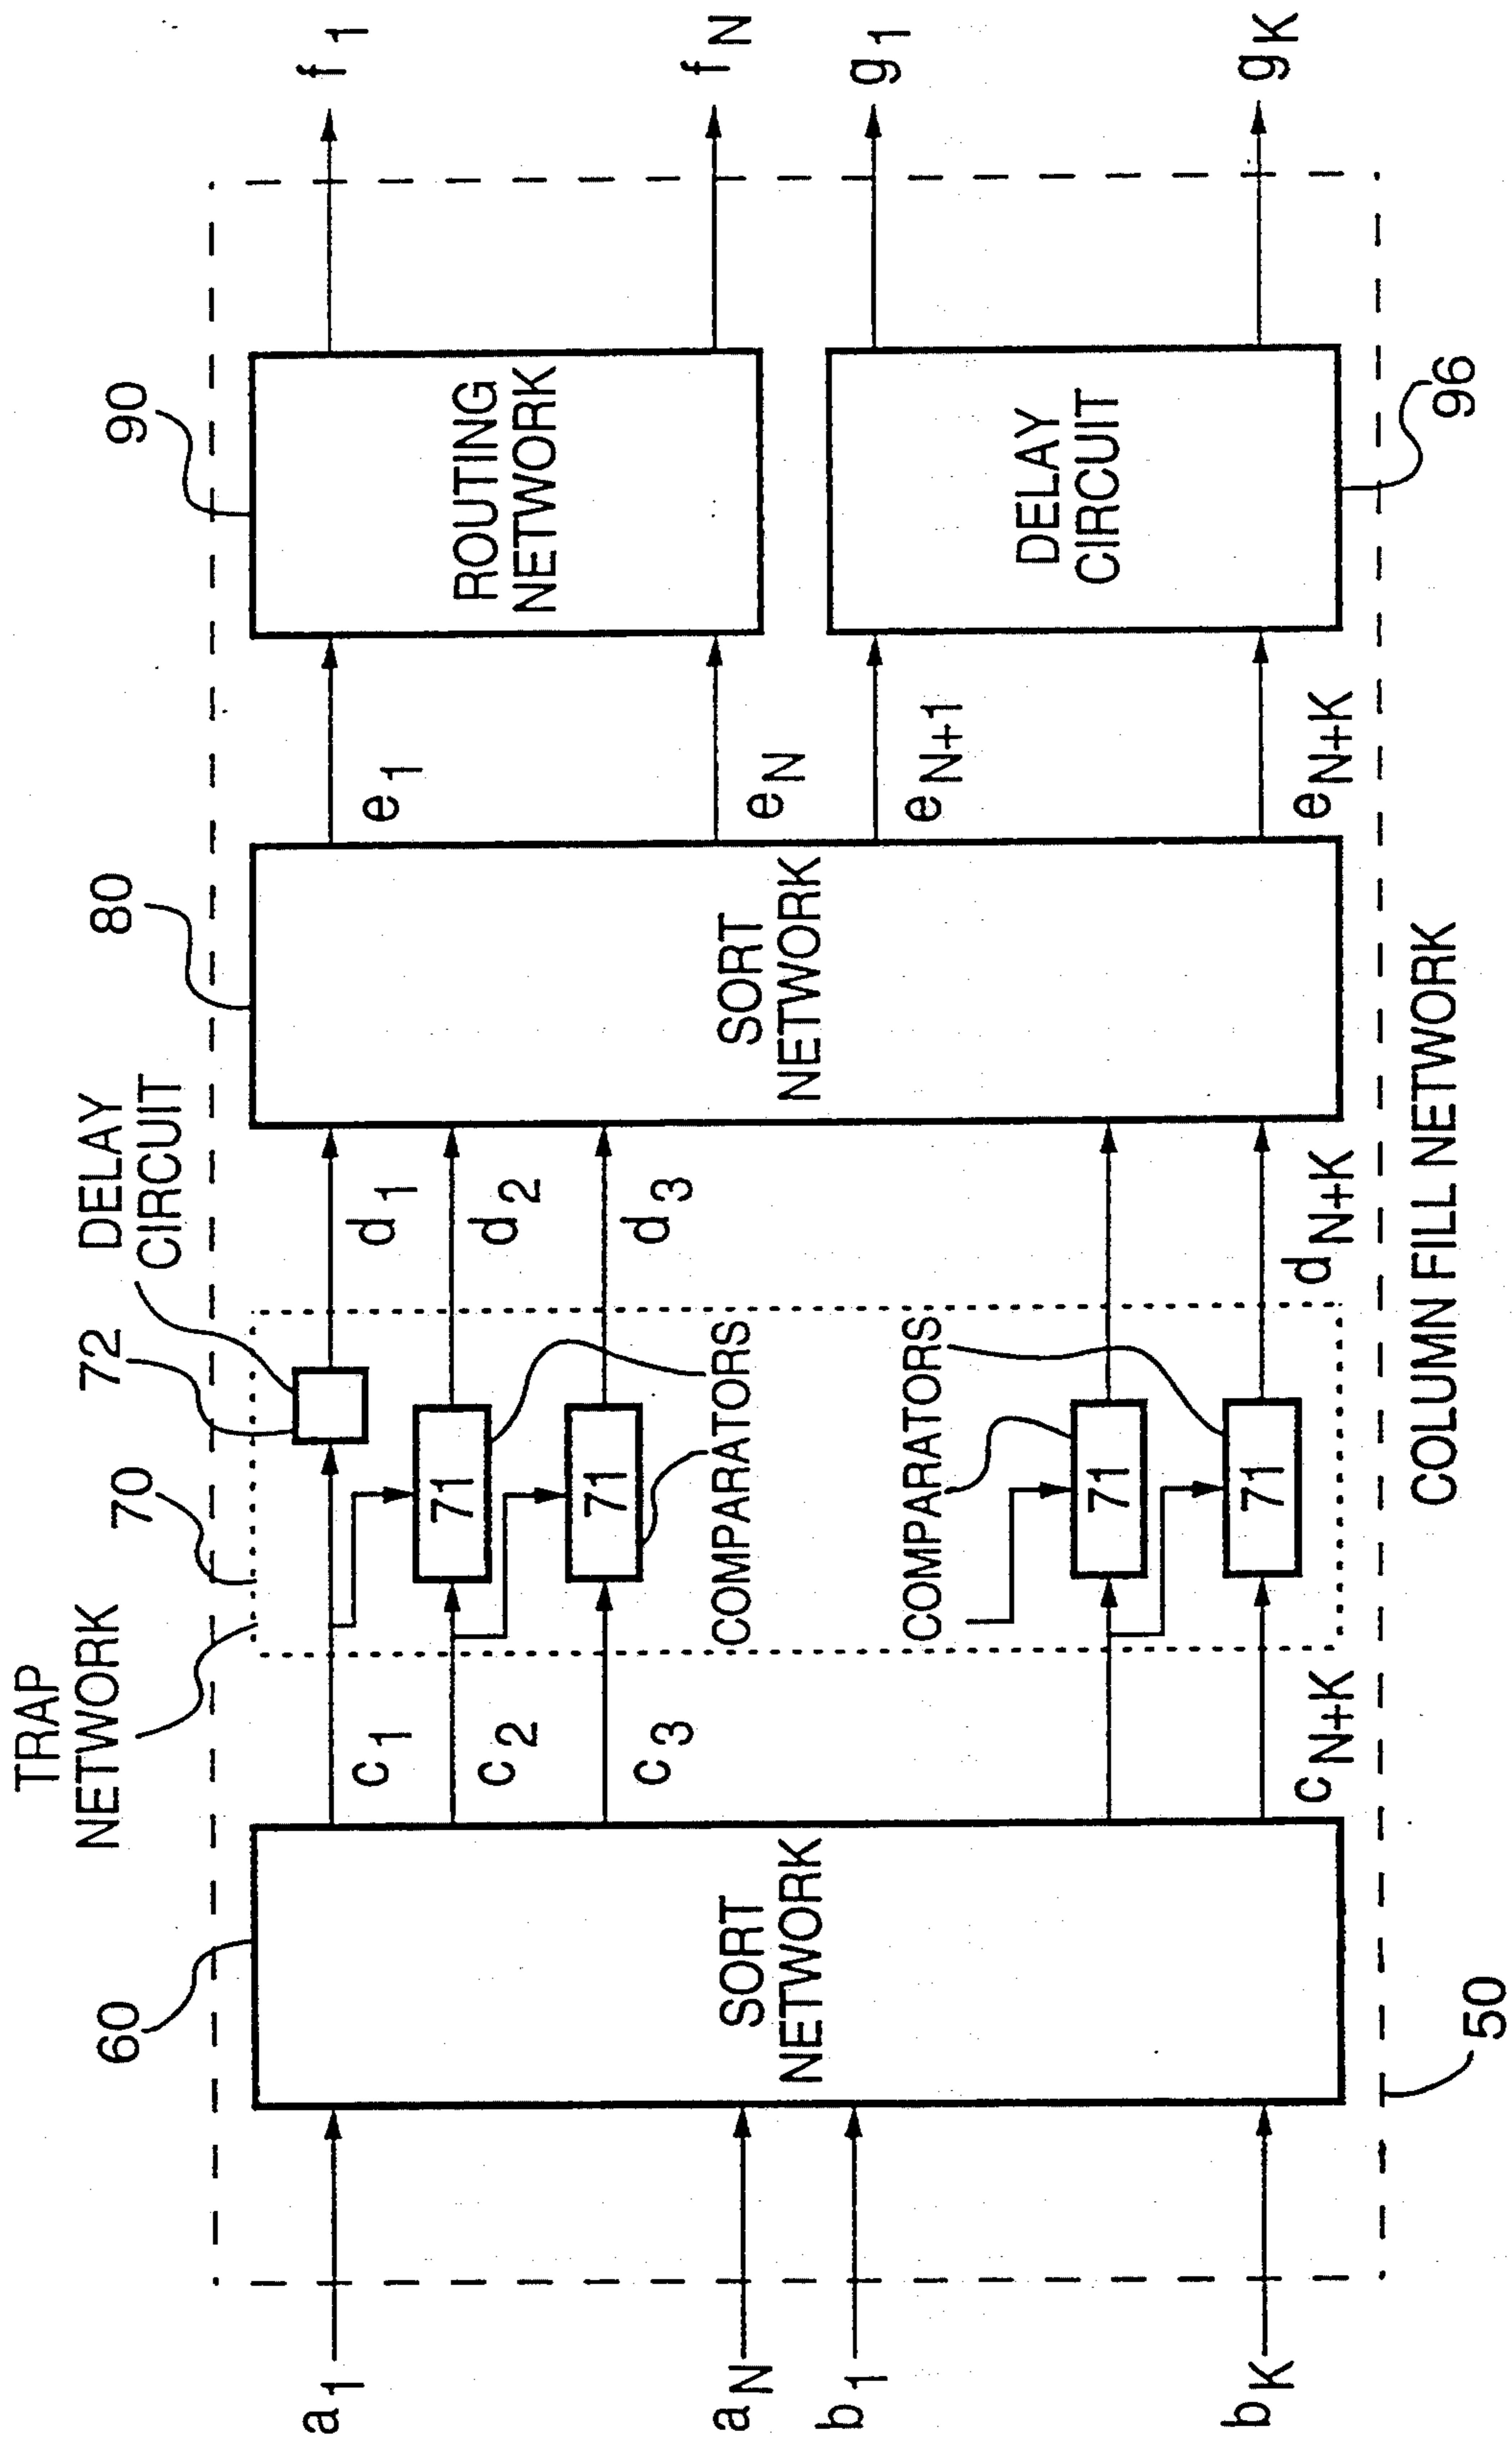 a1
aN
b1
bK
60
SORT
NETWORK
50
TRAP
NETWORK
70
72
DELAY
CIRCUIT
c1
c2
c3
cN+K
71
71
71
71
COMPARATORS
COMPARATORS
d1
d2
d3
dN+K
80
SORT
NETWORK
e1
eN
eN+1
eN+K
90
ROUTING
NETWORK
DELAY
CIRCUIT
96
f1
fN
g1
gK
COLUMN FILL NETWORK